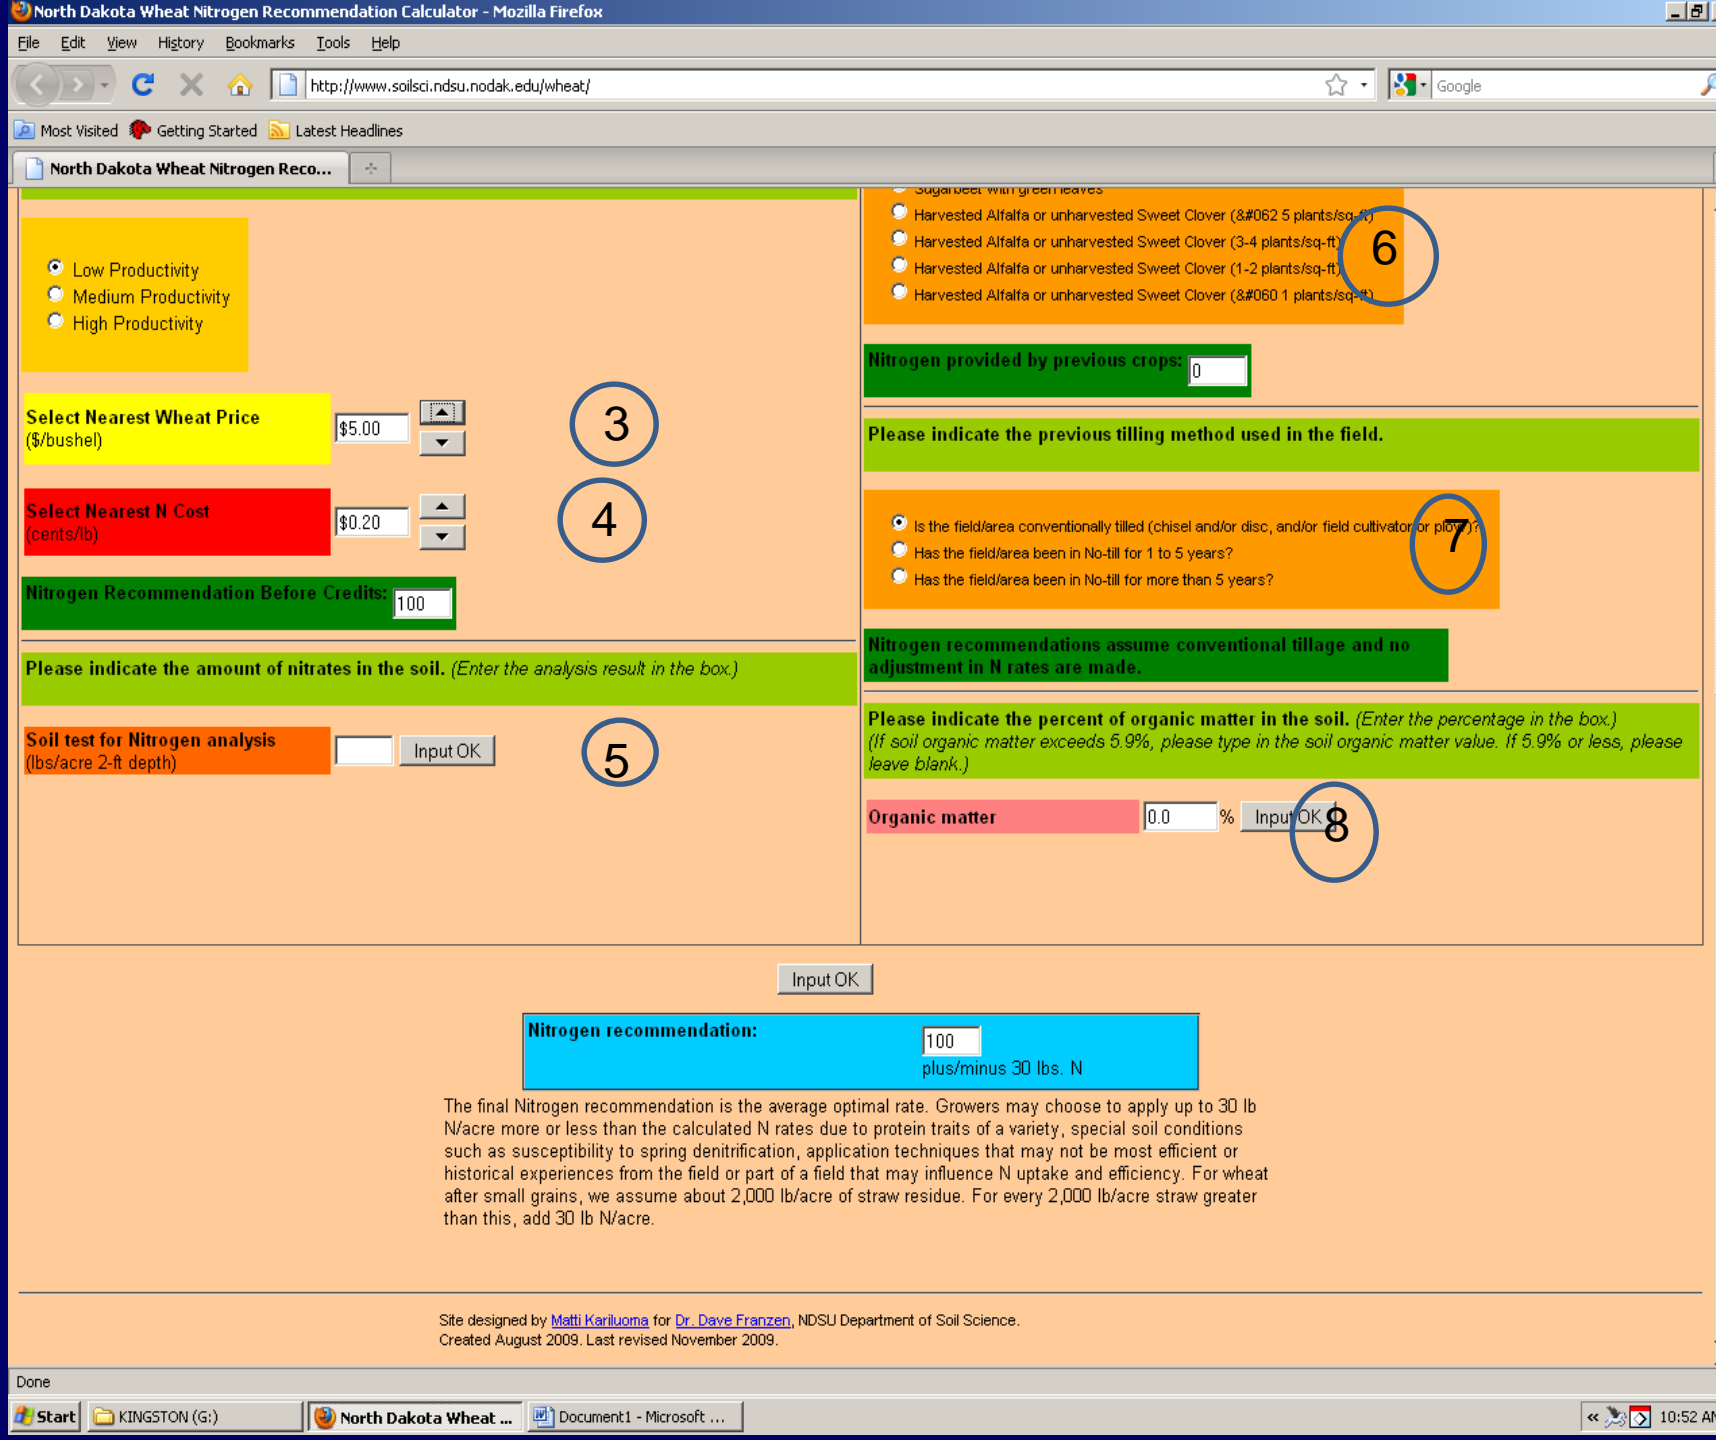 North Dakota Wheat Nitrogen Recommendation Calculator - Mozilla Firefox
File Edit View History Bookmarks Tools Help
http://www.soilsci.ndsu.nodak.edu/wheat/
Google
Most Visited Getting Started Latest Headlines
North Dakota Wheat Nitrogen Reco...
Low Productivity
Medium Productivity
High Productivity
Select Nearest Wheat Price
($/bushel)
$5.00
3
Select Nearest N Cost
(cents/lb)
$0.20
4
Nitrogen Recommendation Before Credits:
100
Please indicate the amount of nitrates in the soil. (Enter the analysis result in the box.)
Soil test for Nitrogen analysis
(lbs/acre 2-ft depth)
Input OK
5
Sugarbeet with green leaves
Harvested Alfalfa or unharvested Sweet Clover (&#062 5 plants/sq-ft)
Harvested Alfalfa or unharvested Sweet Clover (3-4 plants/sq-ft)
Harvested Alfalfa or unharvested Sweet Clover (1-2 plants/sq-ft)
Harvested Alfalfa or unharvested Sweet Clover (&#060 1 plants/sq-ft)
6
Nitrogen provided by previous crops:
0
Please indicate the previous tilling method used in the field.
Is the field/area conventionally tilled (chisel and/or disc, and/or field cultivator or plow)?
Has the field/area been in No-till for 1 to 5 years?
Has the field/area been in No-till for more than 5 years?
7
Nitrogen recommendations assume conventional tillage and no
adjustment in N rates are made.
Please indicate the percent of organic matter in the soil. (Enter the percentage in the box.)
(If soil organic matter exceeds 5.9%, please type in the soil organic matter value. If 5.9% or less, please
leave blank.)
Organic matter
0.0
%
Input OK
8
Input OK
Nitrogen recommendation:
100
plus/minus 30 lbs. N
The final Nitrogen recommendation is the average optimal rate. Growers may choose to apply up to 30 lb
N/acre more or less than the calculated N rates due to protein traits of a variety, special soil conditions
such as susceptibility to spring denitrification, application techniques that may not be most efficient or
historical experiences from the field or part of a field that may influence N uptake and efficiency. For wheat
after small grains, we assume about 2,000 lb/acre of straw residue. For every 2,000 lb/acre straw greater
than this, add 30 lb N/acre.
Site designed by Matti Kariluoma for Dr. Dave Franzen, NDSU Department of Soil Science.
Created August 2009. Last revised November 2009.
Done
Start KINGSTON (G:) North Dakota Wheat ... Document1 - Microsoft ... 10:52 AM